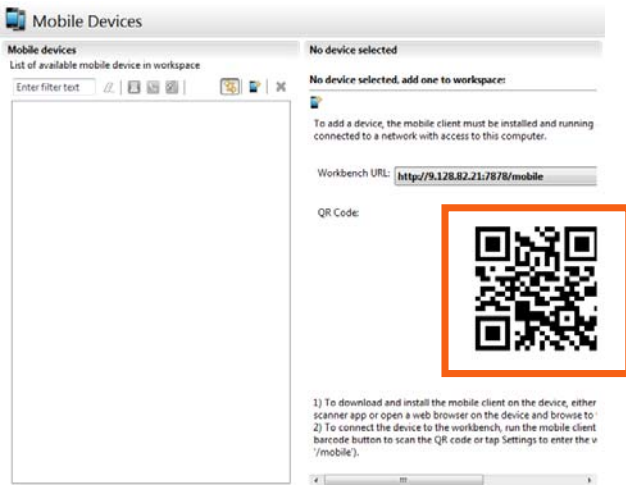 Mobile Devices
Mobile devices
List of available mobile device in workspace
Enter filter text
No device selected
No device selected, add one to workspace:
To add a device, the mobile client must be installed and running
connected to a network with access to this computer.
Workbench URL: http://9.128.82.21:7878/mobile
QR Code:
1) To download and install the mobile client on the device, either
scanner app or open a web browser on the device and browse to
2) To connect the device to the workbench, run the mobile client
barcode button to scan the QR code or tap Settings to enter the
'/mobile').